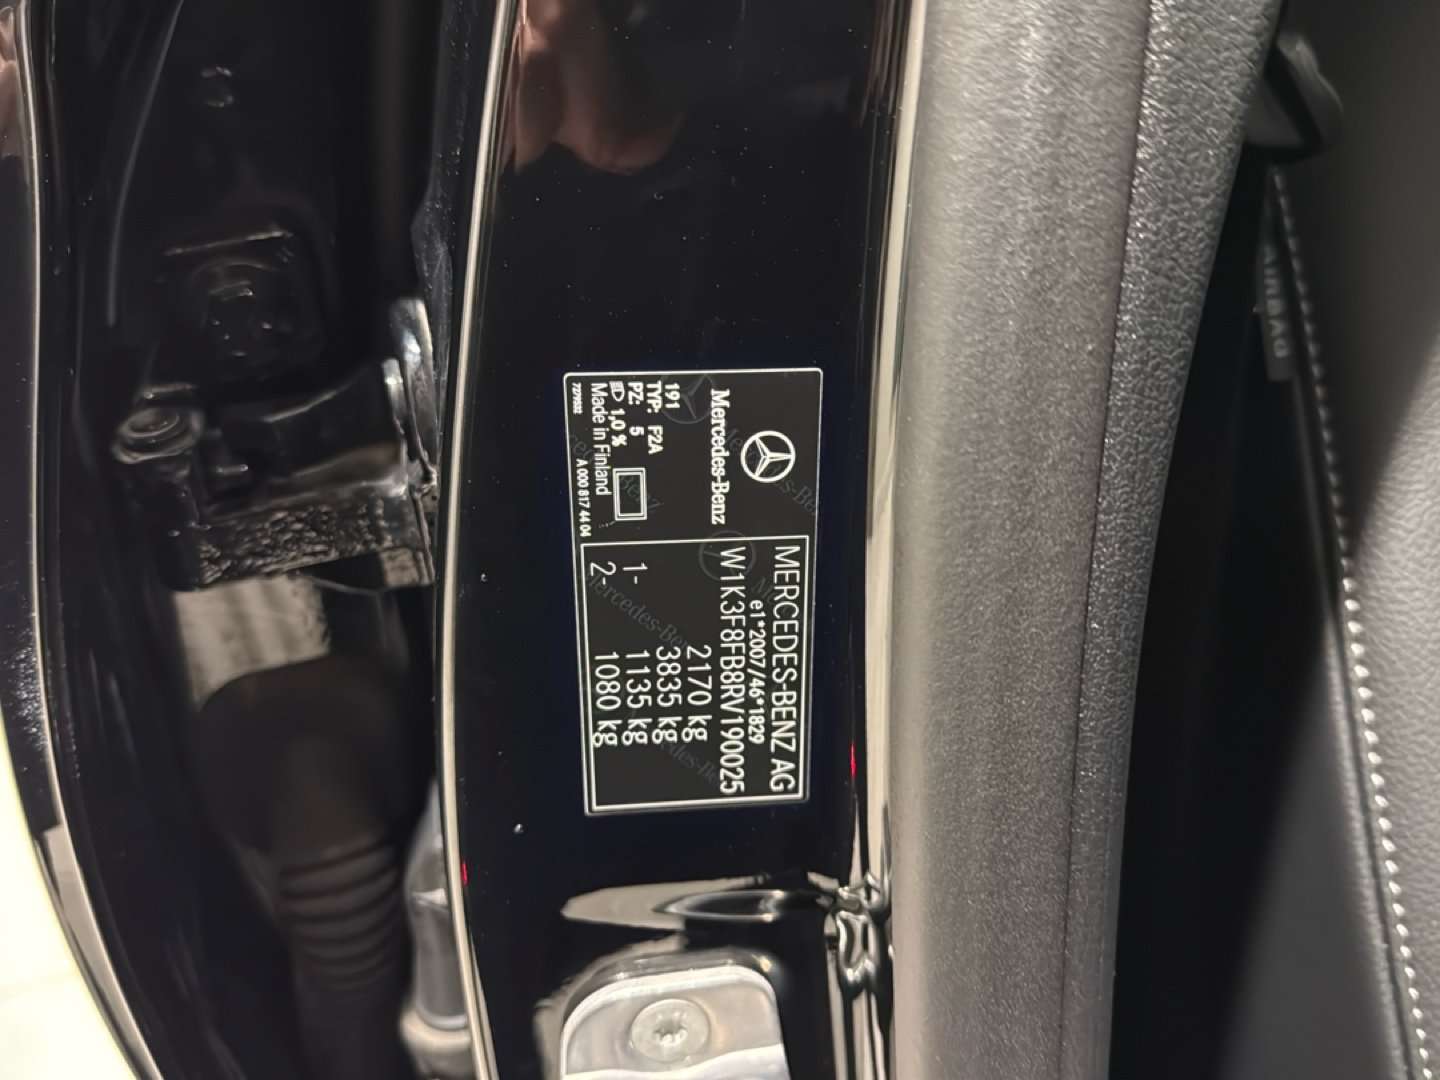 Mercedes-Benz
191
TYP: F2A
PZ: 5
1,0 %
Made in Finland
A 000 817 44 04
MERCEDES-BENZ AG
e1*2007/46*1829
W1K3F8FB8RV190025
2170 kg
3835 kg
1- 1135 kg
2- 1080 kg
AIRBAG